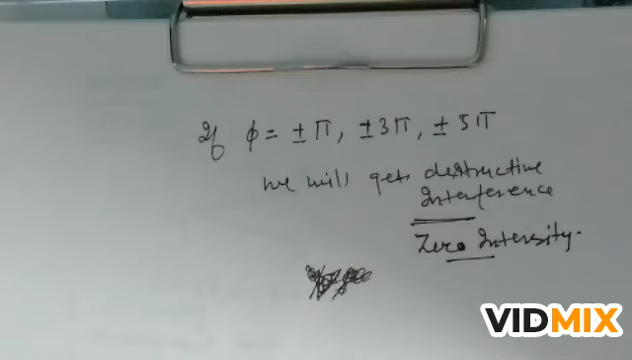 If ϕ = ± π, ± 3π, ± 5π
we will gets destructive
Interference
Zero Intensity.
VIDMIX